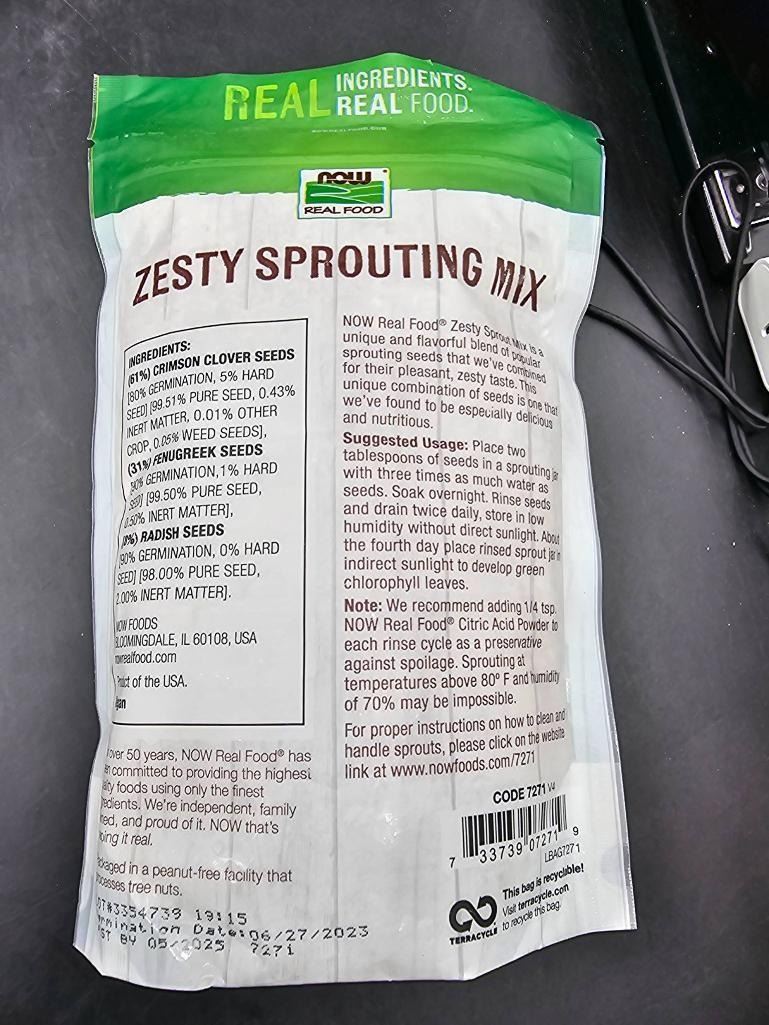 REAL INGREDIENTS.
REAL FOOD.
NOW
REAL FOOD
ZESTY SPROUTING MIX
INGREDIENTS:
(61%) CRIMSON CLOVER SEEDS
[80% GERMINATION, 5% HARD
SEED] [99.51% PURE SEED, 0.43%
INERT MATTER, 0.01% OTHER
CROP, 0.05% WEED SEEDS],
(31%) FENUGREEK SEEDS
GERMINATION, 1% HARD
SEED] [99.50% PURE SEED,
0.50% INERT MATTER],
RADISH SEEDS
[90% GERMINATION, 0% HARD
SEED] [98.00% PURE SEED,
2.00% INERT MATTER].
NOW FOODS
BLOOMINGDALE, IL 60108, USA
nowrealfood.com
of the USA.
over 50 years, NOW Real Food® has
committed to providing the highest
foods using only the finest
We're independent, family
and proud of it. NOW that's
it real.
in a peanut-free facility that
tree nuts.
NOW Real Food® Zesty Sprout Mix is a
unique and flavorful blend of popular
sprouting seeds that we've combined
for their pleasant, zesty taste. This
unique combination of seeds is one that
we've found to be especially delicious
and nutritious.
Suggested Usage: Place two
tablespoons of seeds in a sprouting jar
with three times as much water as
seeds. Soak overnight. Rinse seeds
and drain twice daily, store in low
humidity without direct sunlight. About
the fourth day place rinsed sprout jar in
indirect sunlight to develop green
chlorophyll leaves.
Note: We recommend adding 1/4 tsp.
NOW Real Food® Citric Acid Powder to
each rinse cycle as a preservative
against spoilage. Sprouting at
temperatures above 80º F and humidity
of 70% may be impossible.
For proper instructions on how to clean and
handle sprouts, please click on the website
link at www.nowfoods.com/7271
CODE 7271 V4
7 33739 07271 9
LBAG7271
TERRACYCLE
This bag is recyclable!
Visit terracycle.com
to recycle this bag.
#3354739 19:15
Date:06/27/2023
BY 05/2025 7271